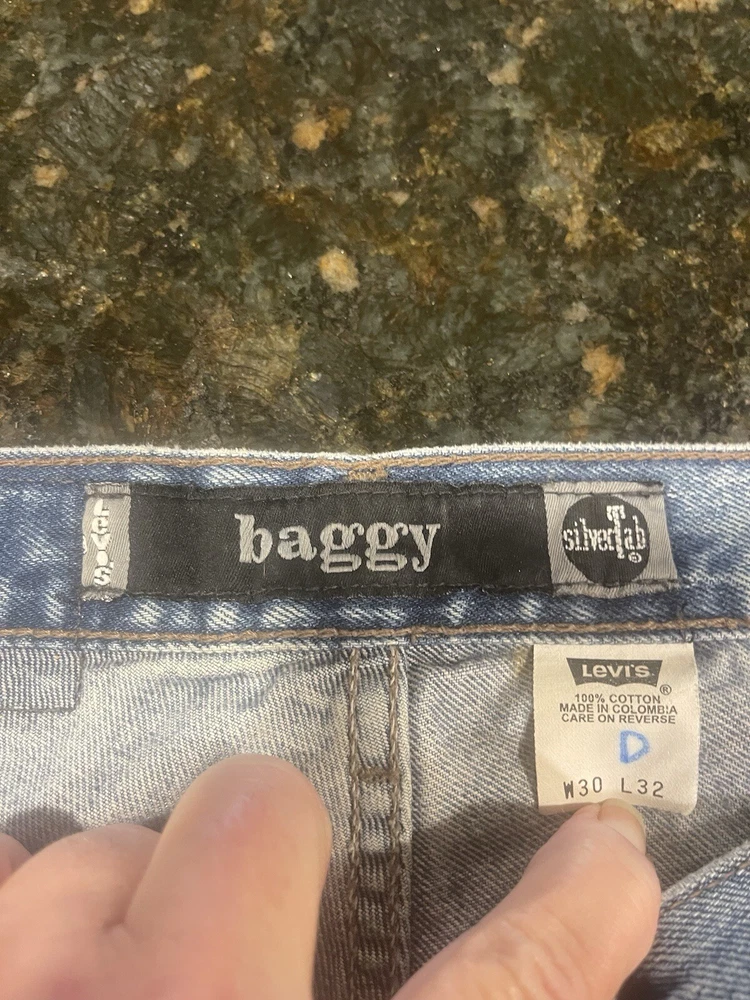 Levi's
baggy
silverTab
®
LEVI'S
®
100% COTTON
MADE IN COLOMBIA
CARE ON REVERSE
D
W30 L32